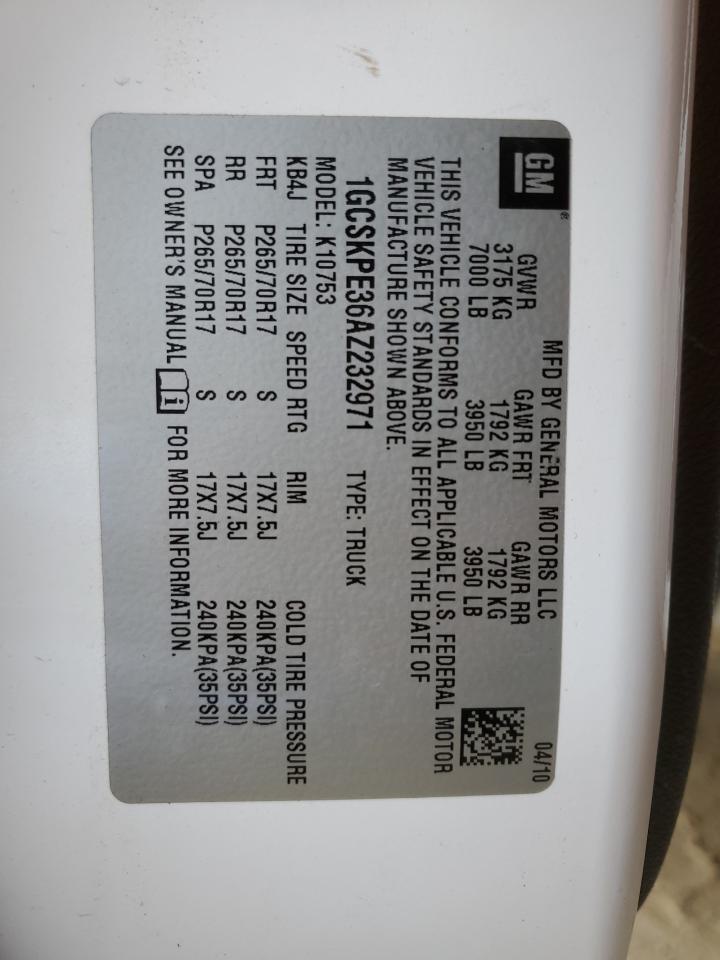 GM®
MFD BY GENERAL MOTORS LLC 04/10
GVWR GAWR FRT GAWR RR
3175 KG 1792 KG 1792 KG
7000 LB 3950 LB 3950 LB
THIS VEHICLE CONFORMS TO ALL APPLICABLE U.S. FEDERAL MOTOR
VEHICLE SAFETY STANDARDS IN EFFECT ON THE DATE OF
MANUFACTURE SHOWN ABOVE.
1GCSKPE36AZ232971 TYPE: TRUCK
MODEL: K10753
KB4J TIRE SIZE SPEED RTG RIM COLD TIRE PRESSURE
FRT P265/70R17 S 17X7.5J 240KPA(35PSI)
RR P265/70R17 S 17X7.5J 240KPA(35PSI)
SPA P265/70R17 S 17X7.5J 240KPA(35PSI)
SEE OWNER'S MANUAL i FOR MORE INFORMATION.